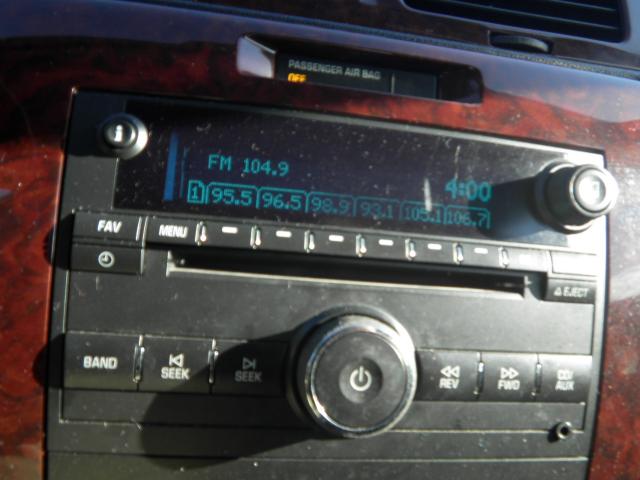 PASSENGER AIR BAG
OFF
FM 104.9
4:00
1 95.5 96.5 98.9 93.1 105.1 106.7
FAV MENU
EJECT
BAND SEEK SEEK REV FWD CD/
AUX